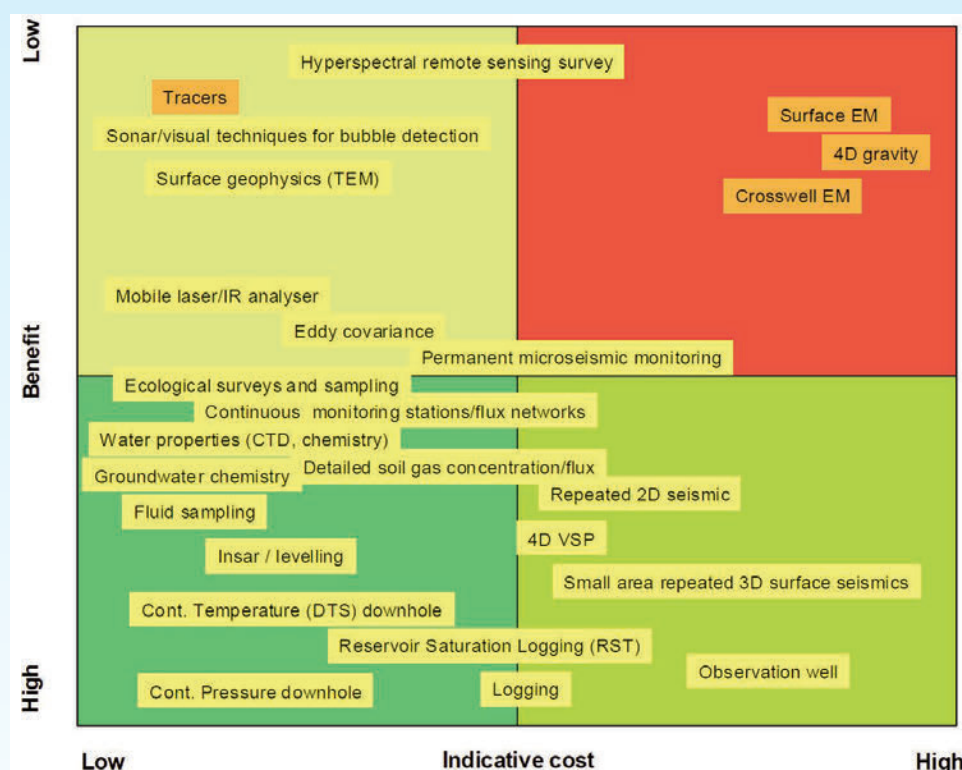 Low
Hyperspectral remote sensing survey
Tracers
Surface EM
Sonar/visual techniques for bubble detection
4D gravity
Surface geophysics (TEM)
Crosswell EM
Mobile laser/IR analyser
Eddy covariance
Benefit
Permanent microseismic monitoring
Ecological surveys and sampling
Continuous monitoring stations/flux networks
Water properties (CTD, chemistry)
Detailed soil gas concentration/flux
Groundwater chemistry
Repeated 2D seismic
Fluid sampling
4D VSP
Insar / levelling
Small area repeated 3D surface seismics
Cont. Temperature (DTS) downhole
Reservoir Saturation Logging (RST)
Observation well
High
Cont. Pressure downhole
Logging
Low
Indicative cost
High